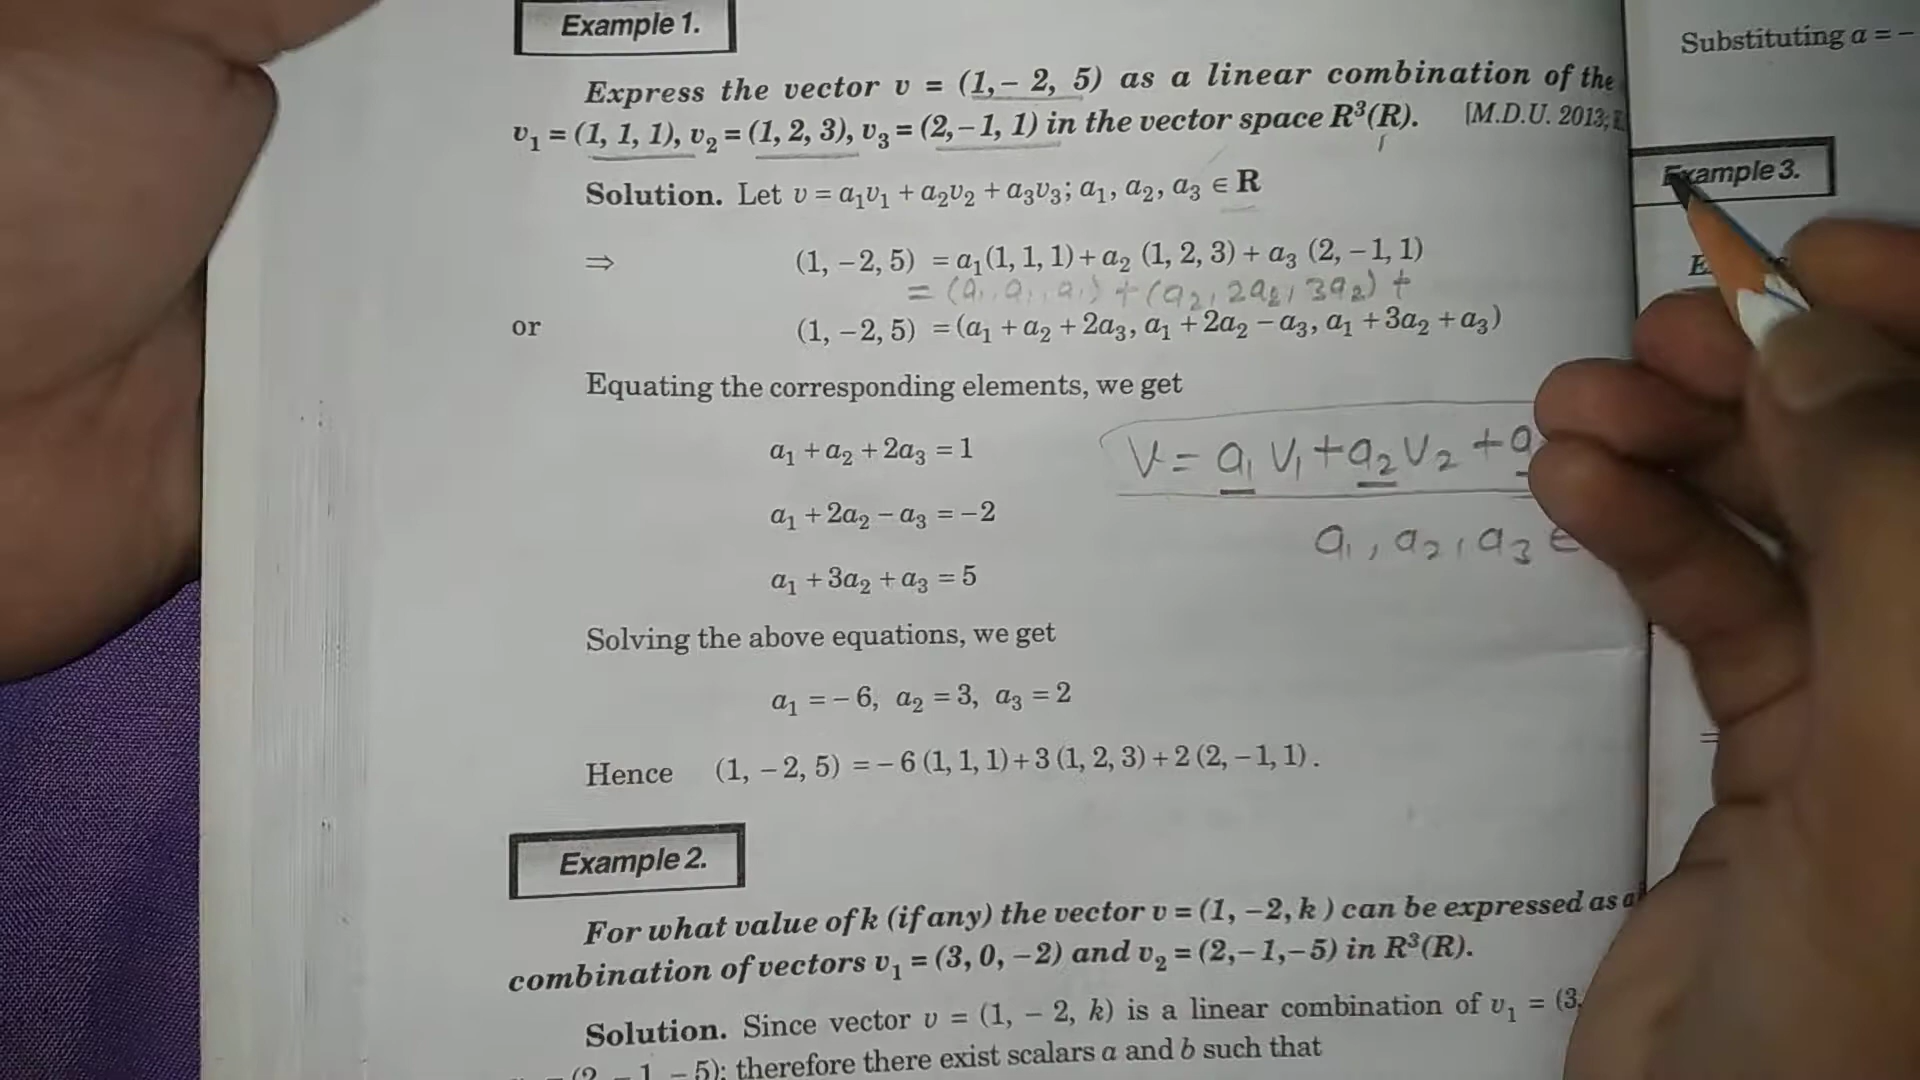 Example 1.
Express the vector v = (1, – 2, 5) as a linear combination of the
v₁ = (1, 1, 1), v₂ = (1, 2, 3), v₃ = (2, –1, 1) in the vector space R³(R). [M.D.U. 2013;
Solution. Let v = a₁v₁ + a₂v₂ + a₃v₃; a₁, a₂, a₃ ∈ R
⇒ (1, –2, 5) = a₁(1, 1, 1) + a₂ (1, 2, 3) + a₃ (2, –1, 1)
= (a₁, a₁, a₁) + (a₂, 2a₂, 3a₂) +
or (1, –2, 5) = (a₁ + a₂ + 2a₃, a₁ + 2a₂ – a₃, a₁ + 3a₂ + a₃)
Equating the corresponding elements, we get
a₁ + a₂ + 2a₃ = 1
a₁ + 2a₂ – a₃ = –2
a₁ + 3a₂ + a₃ = 5
V = a₁ V₁ + a₂ V₂ + a
a₁, a₂, a₃ ∈
Solving the above equations, we get
a₁ = – 6, a₂ = 3, a₃ = 2
Hence (1, – 2, 5) = – 6 (1, 1, 1) + 3 (1, 2, 3) + 2 (2, – 1, 1) .
Example 2.
For what value of k (if any) the vector v = (1, –2, k ) can be expressed as a
combination of vectors v₁ = (3, 0, –2) and v₂ = (2, –1, –5) in R³(R).
Solution. Since vector v = (1, – 2, k) is a linear combination of v₁ = (3,
= (2, – 1, – 5); therefore there exist scalars a and b such that
Substituting a = –
Example 3.
E
=